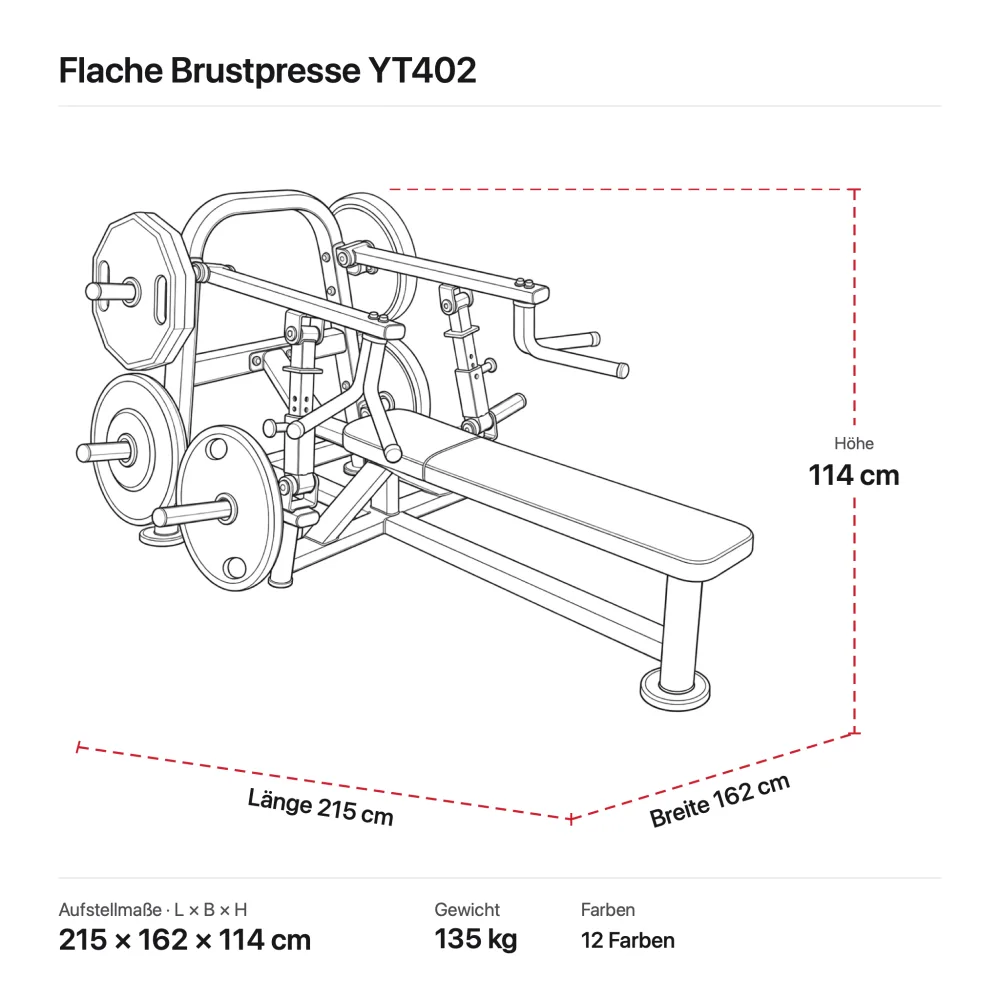 Flache Brustpresse YT402
Höhe
114 cm
Länge 215 cm
Breite 162 cm
Aufstellmaße · L × B × H
215 × 162 × 114 cm
Gewicht
135 kg
Farben
12 Farben